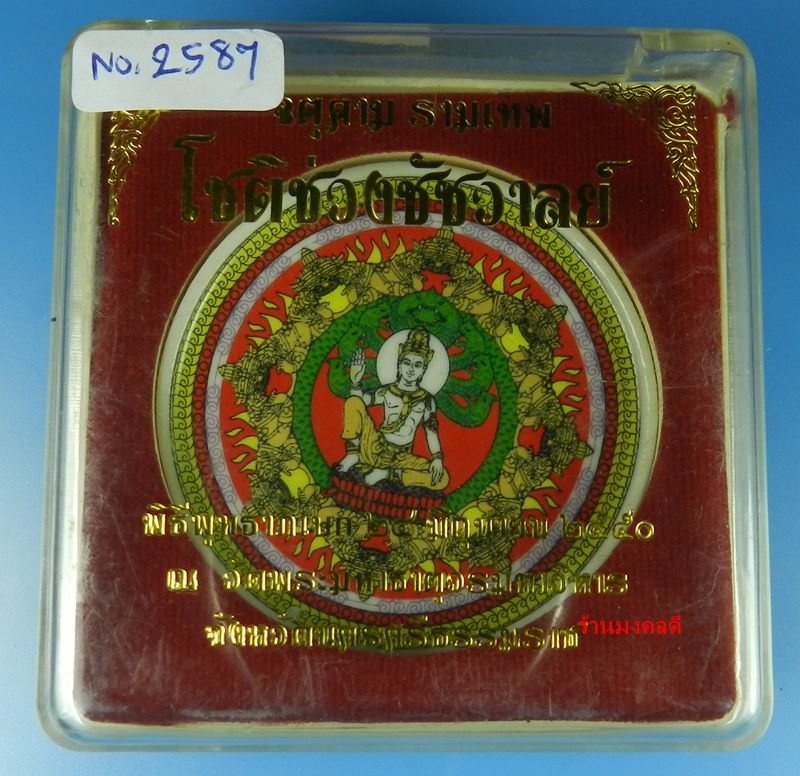 No. 2587
จตุคาม รามเทพ
โชติช่วงชัชวาลย์
พิธีพุทธาภิเษก ๒๘ มิถุนายน ๒๕๕๐
ณ วัดพระมหาธาตุวรมหาวิหาร
จังหวัดนครศรีธรรมราช
ร้านมงคลดี